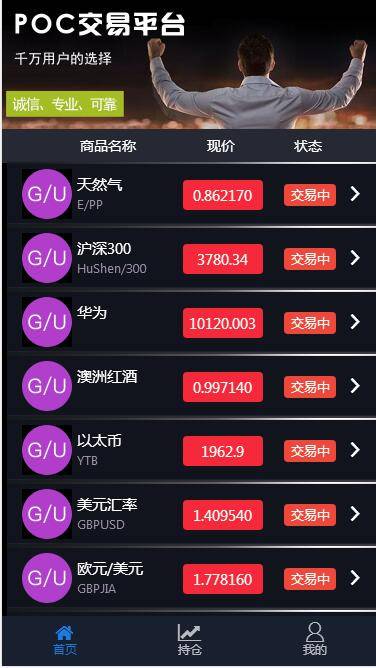 POC交易平台
千万用户的选择
诚信、专业、可靠
商品名称 现价 状态
G/U 天然气 0.862170 交易中
E/PP
G/U 沪深300 3780.34 交易中
HuShen/300
G/U 华为 10120.003 交易中
G/U 澳洲红酒 0.997140 交易中
G/U 以太币 1962.9 交易中
YTB
G/U 美元汇率 1.409540 交易中
GBPUSD
G/U 欧元/美元 1.778160 交易中
GBPJIA
首页 持仓 我的